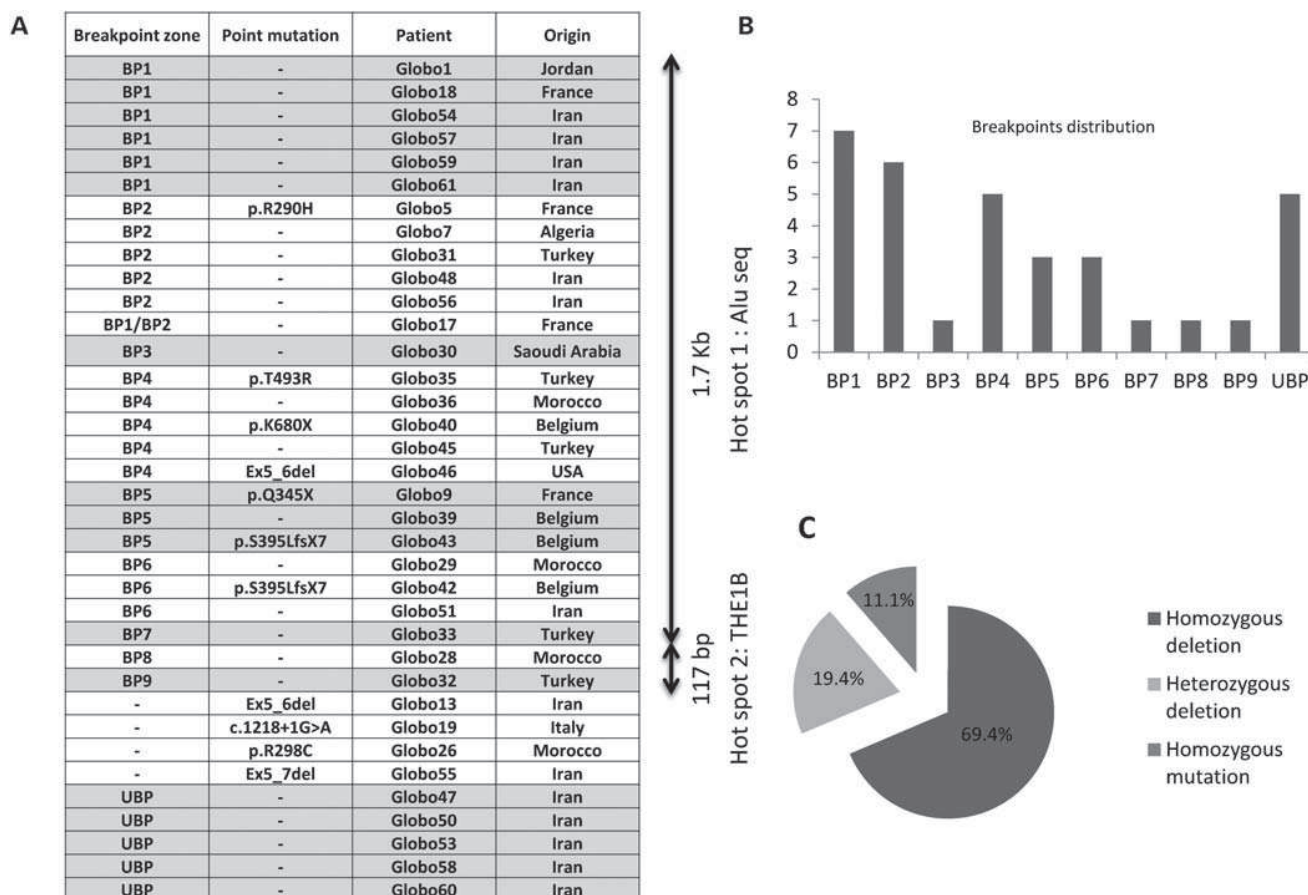 A
Breakpoint zone Point mutation Patient Origin
BP1 - Globo1 Jordan
BP1 - Globo18 France
BP1 - Globo54 Iran
BP1 - Globo57 Iran
BP1 - Globo59 Iran
BP1 - Globo61 Iran
BP2 p.R290H Globo5 France
BP2 - Globo7 Algeria
BP2 - Globo31 Turkey
BP2 - Globo48 Iran
BP2 - Globo56 Iran
BP1/BP2 - Globo17 France
BP3 - Globo30 Saoudi Arabia
BP4 p.T493R Globo35 Turkey
BP4 - Globo36 Morocco
BP4 p.K680X Globo40 Belgium
BP4 - Globo45 Turkey
BP4 Ex5_6del Globo46 USA
BP5 p.Q345X Globo9 France
BP5 - Globo39 Belgium
BP5 p.S395LfsX7 Globo43 Belgium
BP6 - Globo29 Morocco
BP6 p.S395LfsX7 Globo42 Belgium
BP6 - Globo51 Iran
BP7 - Globo33 Turkey
BP8 - Globo28 Morocco
BP9 - Globo32 Turkey
- Ex5_6del Globo13 Iran
- c.1218+1G>A Globo19 Italy
- p.R298C Globo26 Morocco
- Ex5_7del Globo55 Iran
UBP - Globo47 Iran
UBP - Globo50 Iran
UBP - Globo53 Iran
UBP - Globo58 Iran
UBP - Globo60 Iran
1.7 Kb
Hot spot 1 : Alu seq
117 bp
Hot spot 2: THE1B
B
Breakpoints distribution
8
7
6
5
4
3
2
1
0
BP1 BP2 BP3 BP4 BP5 BP6 BP7 BP8 BP9 UBP
C
11.1%
19.4%
69.4%
Homozygous
deletion
Heterozygous
deletion
Homozygous
mutation